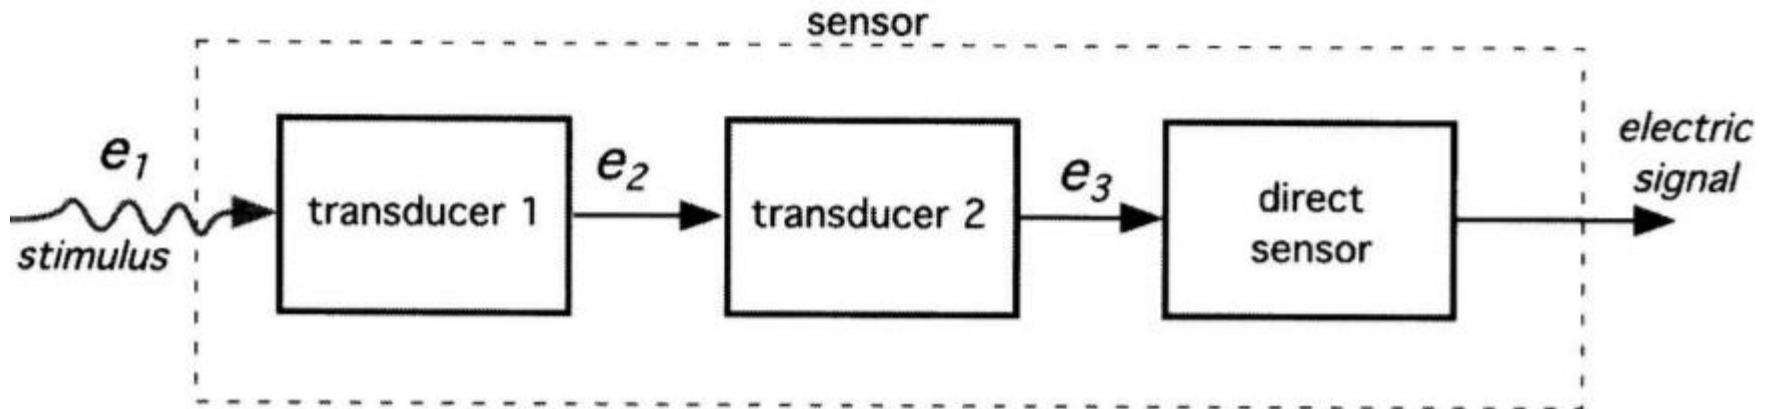 sensor
e1
stimulus
transducer 1
e2
transducer 2
e3
direct
sensor
electric
signal